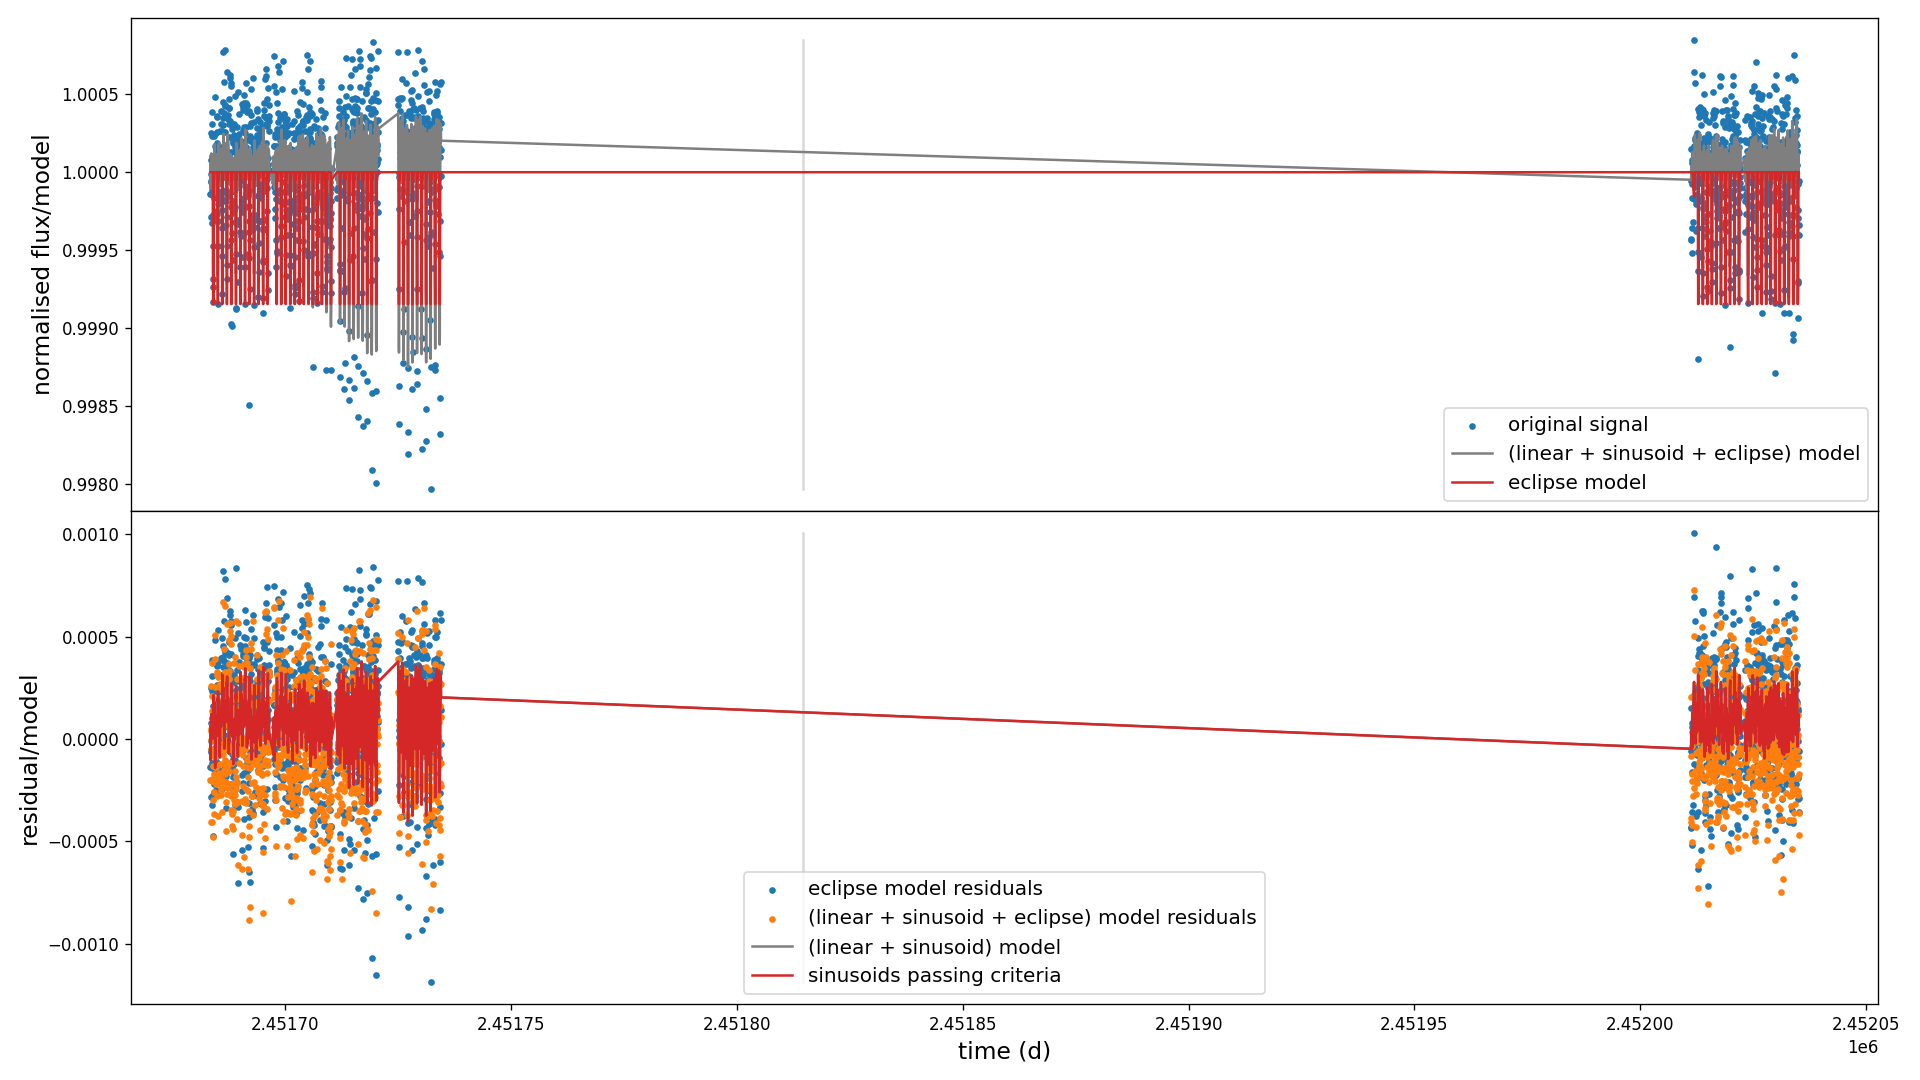 normalised flux/model
1.0005
1.0000
0.9995
0.9990
0.9985
0.9980
original signal
(linear + sinusoid + eclipse) model
eclipse model
residual/model
0.0010
0.0005
0.0000
−0.0005
−0.0010
eclipse model residuals
(linear + sinusoid + eclipse) model residuals
(linear + sinusoid) model
sinusoids passing criteria
2.45170 2.45175 2.45180 2.45185 2.45190 2.45195 2.45200 2.45205
1e6
time (d)